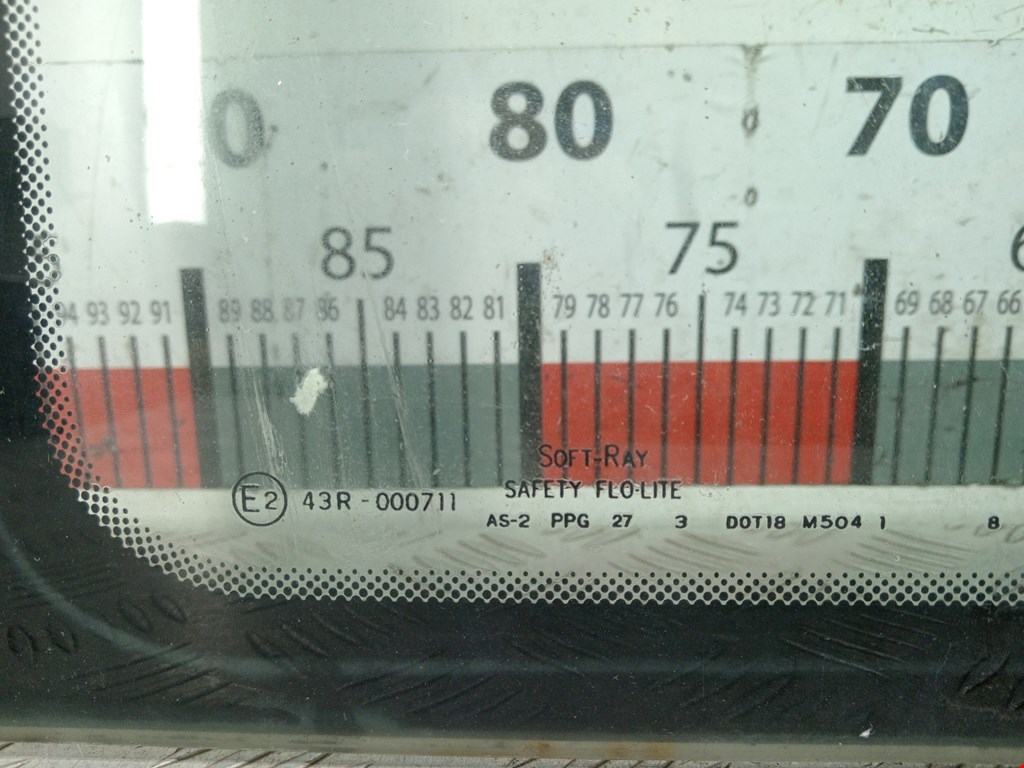 80 70
85 75
94 93 92 91 89 88 87 86 84 83 82 81 79 78 77 76 74 73 72 71 69 68 67 66
SOFT-RAY
SAFETY FLO-LITE
E2 43R-000711
AS-2 PPG 27 3 DOT18 M504 1 8